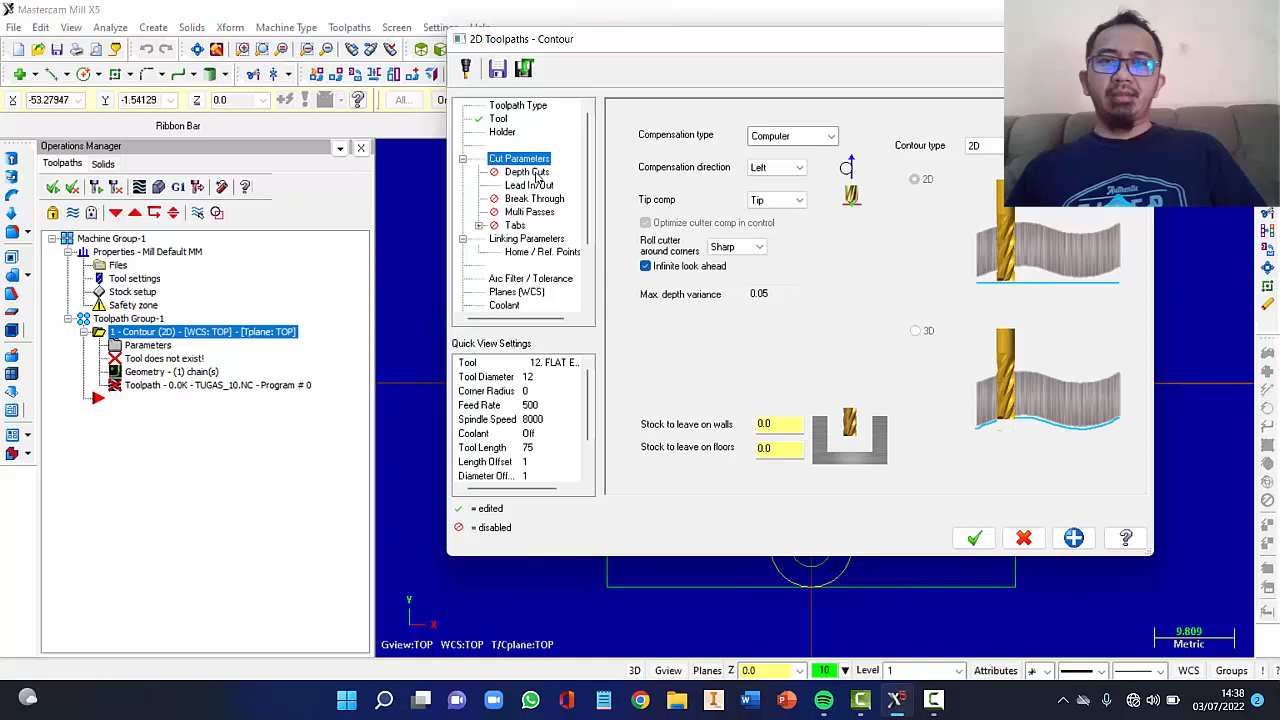 Mastercam Mill X5
File Edit View Analyze Create Xform Machine Type Toolpaths Screen Settings
X -53.27947 Y -1.54129 Z 0.0 All...
Ribbon Bar
Operations Manager
Toolpaths Solids
G1
Machine Group-1
Properties - Mill Default MM
Files
Tool settings
Stock setup
Safety zone
Toolpath Group-1
1 - Contour (2D) - [WCS: TOP] - [Tplane: TOP]
Parameters
Tool does not exist!
Geometry - (1) chain(s)
Toolpath - 0.0K - TUGAS_10.NC - Program # 0
2D Toolpaths - Contour
Toolpath Type
Tool
Holder
Cut Parameters
Depth Cuts
Lead In/Out
Break Through
Multi Passes
Tabs
Linking Parameters
Home / Ref. Points
Arc Filter / Tolerance
Planes (WCS)
Coolant
Quick View Settings
Tool 12. FLAT E...
Tool Diameter 12
Corner Radius 0
Feed Rate 500
Spindle Speed 8000
Coolant Off
Tool Length 75
Length Offset 1
Diameter Off... 1
= edited
= disabled
Compensation type Computer
Compensation direction Left
Tip comp Tip
Optimize cutter comp in control
Roll cutter
around corners Sharp
Infinite look ahead
Max. depth variance 0.05
Stock to leave on walls 0.0
Stock to leave on floors 0.0
Contour type 2D
2D
3D
Authentic
Y
X
Gview:TOP WCS:TOP T/Cplane:TOP
9.809
Metric
3D Gview Planes Z 0.0 10 Level 1 Attributes WCS Groups
14:38
03/07/2022
2